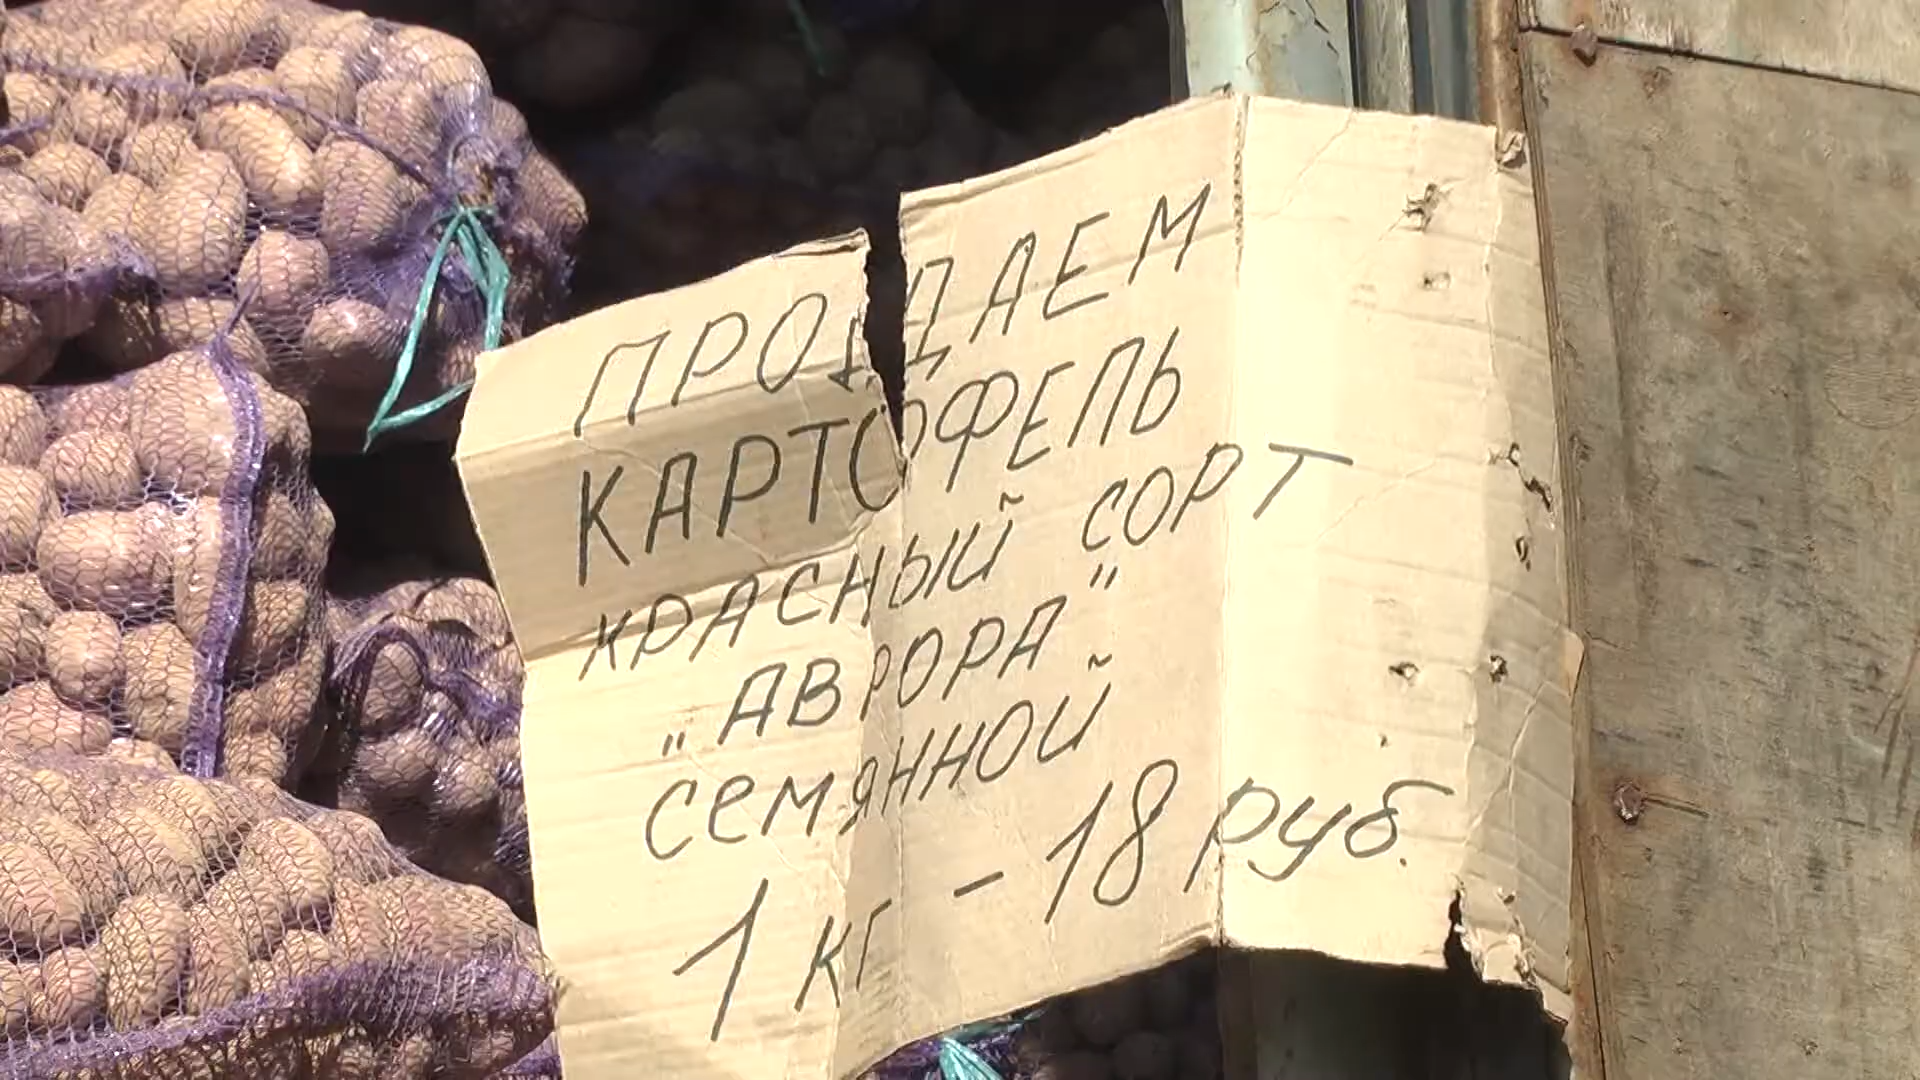 ПРОДАЕМ
КАРТОФЕЛЬ
КРАСНЫЙ СОРТ
„АВРОРА"
СЕМЯННОЙ
1 кг - 18 руб.